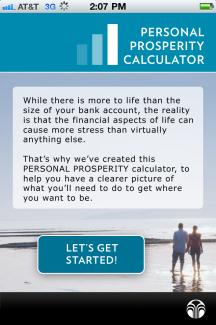 AT&T 3G 2:07 PM
PERSONAL
PROSPERITY
CALCULATOR
While there is more to life than the
size of your bank account, the reality
is that the financial aspects of life can
cause more stress than virtually
anything else.
That's why we've created this
PERSONAL PROSPERITY calculator, to
help you have a clearer picture of
what you'll need to do to get where
you want to be.
LET'S GET
STARTED!